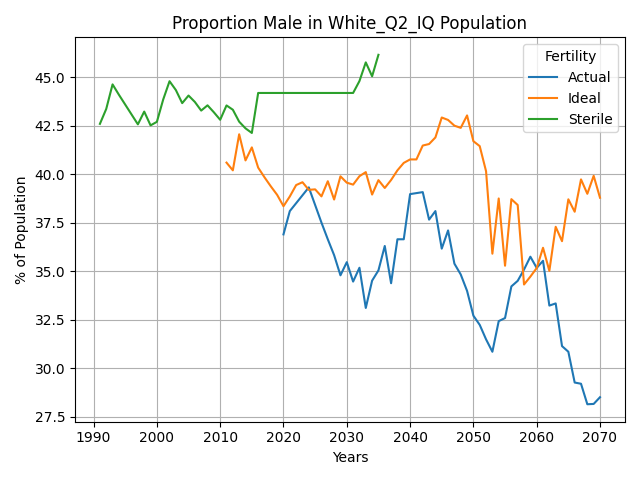 Proportion Male in White_Q2_IQ Population
Fertility
Actual
Ideal
Sterile
% of Population
45.0
42.5
40.0
37.5
35.0
32.5
30.0
27.5
1990 2000 2010 2020 2030 2040 2050 2060 2070
Years